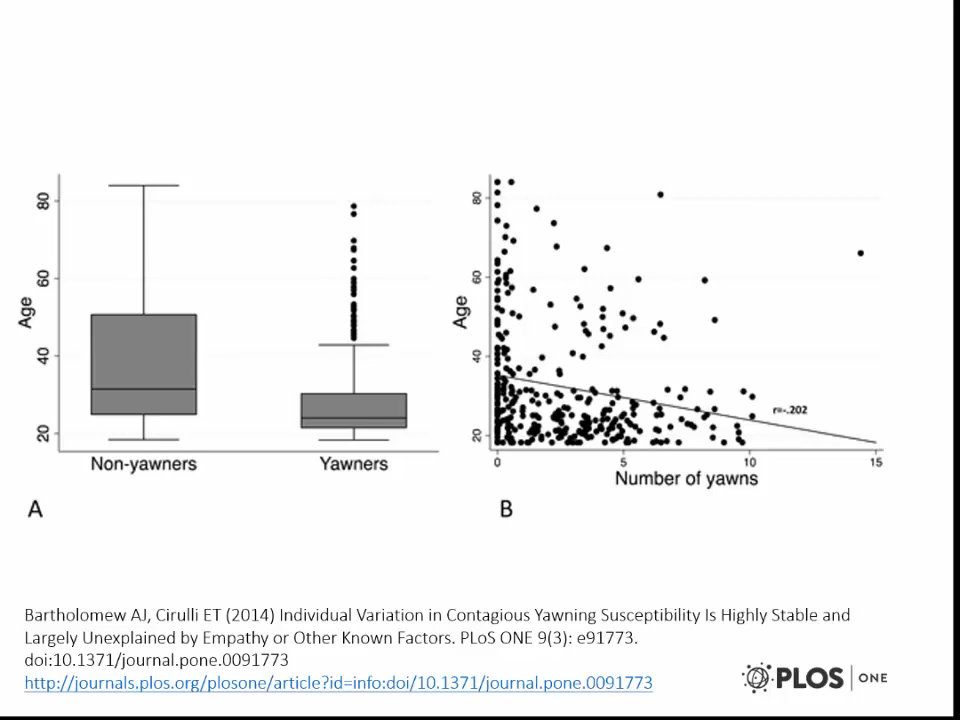 80
60
40
20
Age
Non-yawners
Yawners
A
80
60
40
20
Age
r=-.202
0
5
10
15
Number of yawns
B
Bartholomew AJ, Cirulli ET (2014) Individual Variation in Contagious Yawning Susceptibility Is Highly Stable and
Largely Unexplained by Empathy or Other Known Factors. PLoS ONE 9(3): e91773.
doi:10.1371/journal.pone.0091773
http://journals.plos.org/plosone/article?id=info:doi/10.1371/journal.pone.0091773
PLOS ONE